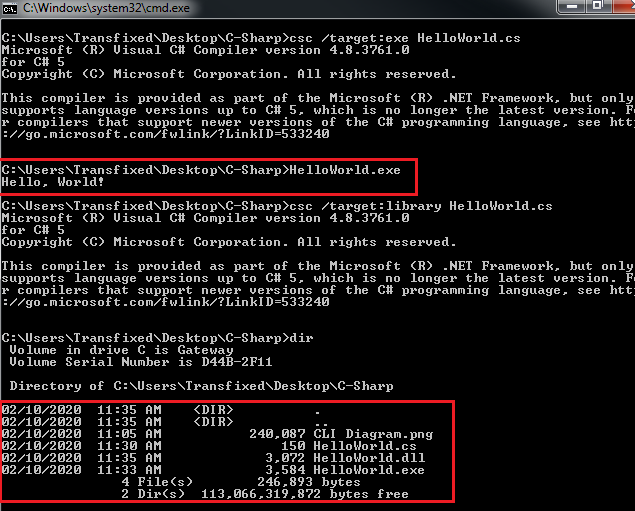 C:\Windows\system32\cmd.exe
C:\Users\Transfixed\Desktop\C-Sharp>csc /target:exe HelloWorld.cs
Microsoft (R) Visual C# Compiler version 4.8.3761.0
for C# 5
Copyright (C) Microsoft Corporation. All rights reserved.
This compiler is provided as part of the Microsoft (R) .NET Framework, but only
supports language versions up to C# 5, which is no longer the latest version. Fo
r compilers that support newer versions of the C# programming language, see http
://go.microsoft.com/fwlink/?LinkID=533240
C:\Users\Transfixed\Desktop\C-Sharp>HelloWorld.exe
Hello, World!
C:\Users\Transfixed\Desktop\C-Sharp>csc /target:library HelloWorld.cs
Microsoft (R) Visual C# Compiler version 4.8.3761.0
for C# 5
Copyright (C) Microsoft Corporation. All rights reserved.
This compiler is provided as part of the Microsoft (R) .NET Framework, but only
supports language versions up to C# 5, which is no longer the latest version. Fo
r compilers that support newer versions of the C# programming language, see http
://go.microsoft.com/fwlink/?LinkID=533240
C:\Users\Transfixed\Desktop\C-Sharp>dir
Volume in drive C is Gateway
Volume Serial Number is D44B-2F11
Directory of C:\Users\Transfixed\Desktop\C-Sharp
02/10/2020 11:35 AM <DIR> .
02/10/2020 11:35 AM <DIR> ..
02/10/2020 11:05 AM 240,087 CLI Diagram.png
02/10/2020 11:30 AM 150 HelloWorld.cs
02/10/2020 11:35 AM 3,072 HelloWorld.dll
02/10/2020 11:33 AM 3,584 HelloWorld.exe
4 File(s) 246,893 bytes
2 Dir(s) 113,066,319,872 bytes free